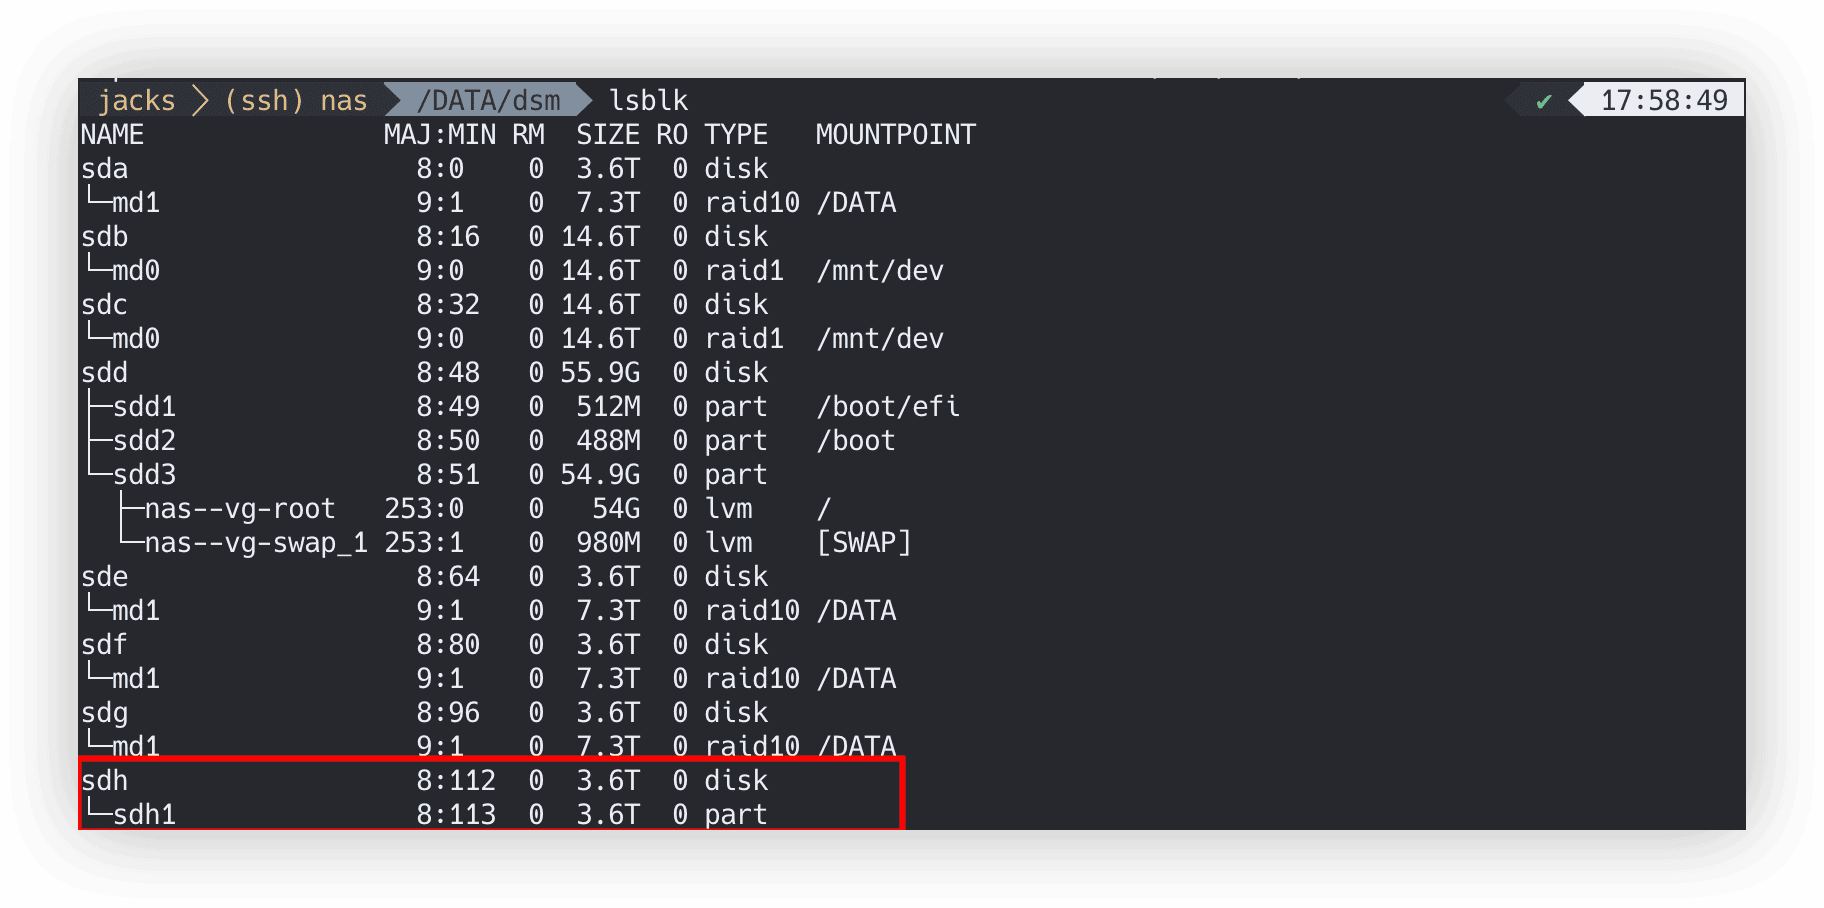 jacks (ssh) nas /DATA/dsm lsblk ✔ 17:58:49
NAME MAJ:MIN RM SIZE RO TYPE MOUNTPOINT
sda 8:0 0 3.6T 0 disk
└─md1 9:1 0 7.3T 0 raid10 /DATA
sdb 8:16 0 14.6T 0 disk
└─md0 9:0 0 14.6T 0 raid1 /mnt/dev
sdc 8:32 0 14.6T 0 disk
└─md0 9:0 0 14.6T 0 raid1 /mnt/dev
sdd 8:48 0 55.9G 0 disk
├─sdd1 8:49 0 512M 0 part /boot/efi
├─sdd2 8:50 0 488M 0 part /boot
└─sdd3 8:51 0 54.9G 0 part
├─nas--vg-root 253:0 0 54G 0 lvm /
└─nas--vg-swap_1 253:1 0 980M 0 lvm [SWAP]
sde 8:64 0 3.6T 0 disk
└─md1 9:1 0 7.3T 0 raid10 /DATA
sdf 8:80 0 3.6T 0 disk
└─md1 9:1 0 7.3T 0 raid10 /DATA
sdg 8:96 0 3.6T 0 disk
└─md1 9:1 0 7.3T 0 raid10 /DATA
sdh 8:112 0 3.6T 0 disk
└─sdh1 8:113 0 3.6T 0 part